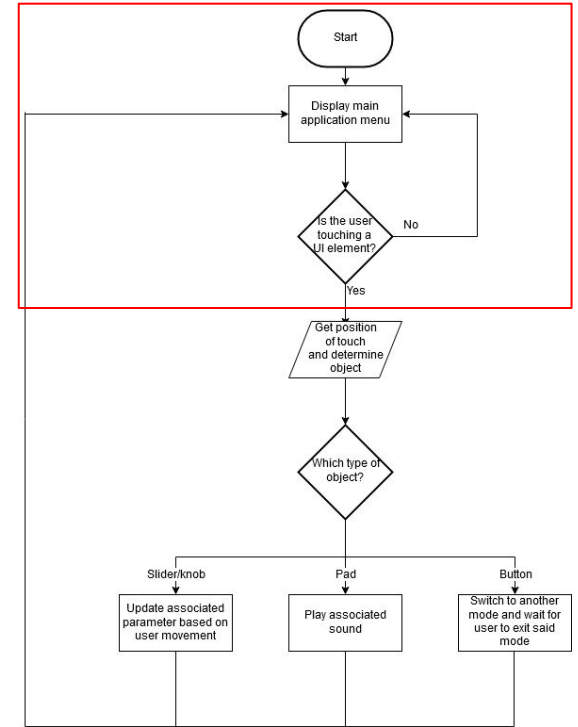 Start
Display main
application menu
Is the user
touching a
UI element?
No
Yes
Get position
of touch
and determine
object
Which type of
object?
Slider/knob
Pad
Button
Update associated
parameter based on
user movement
Play associated
sound
Switch to another
mode and wait for
user to exit said
mode